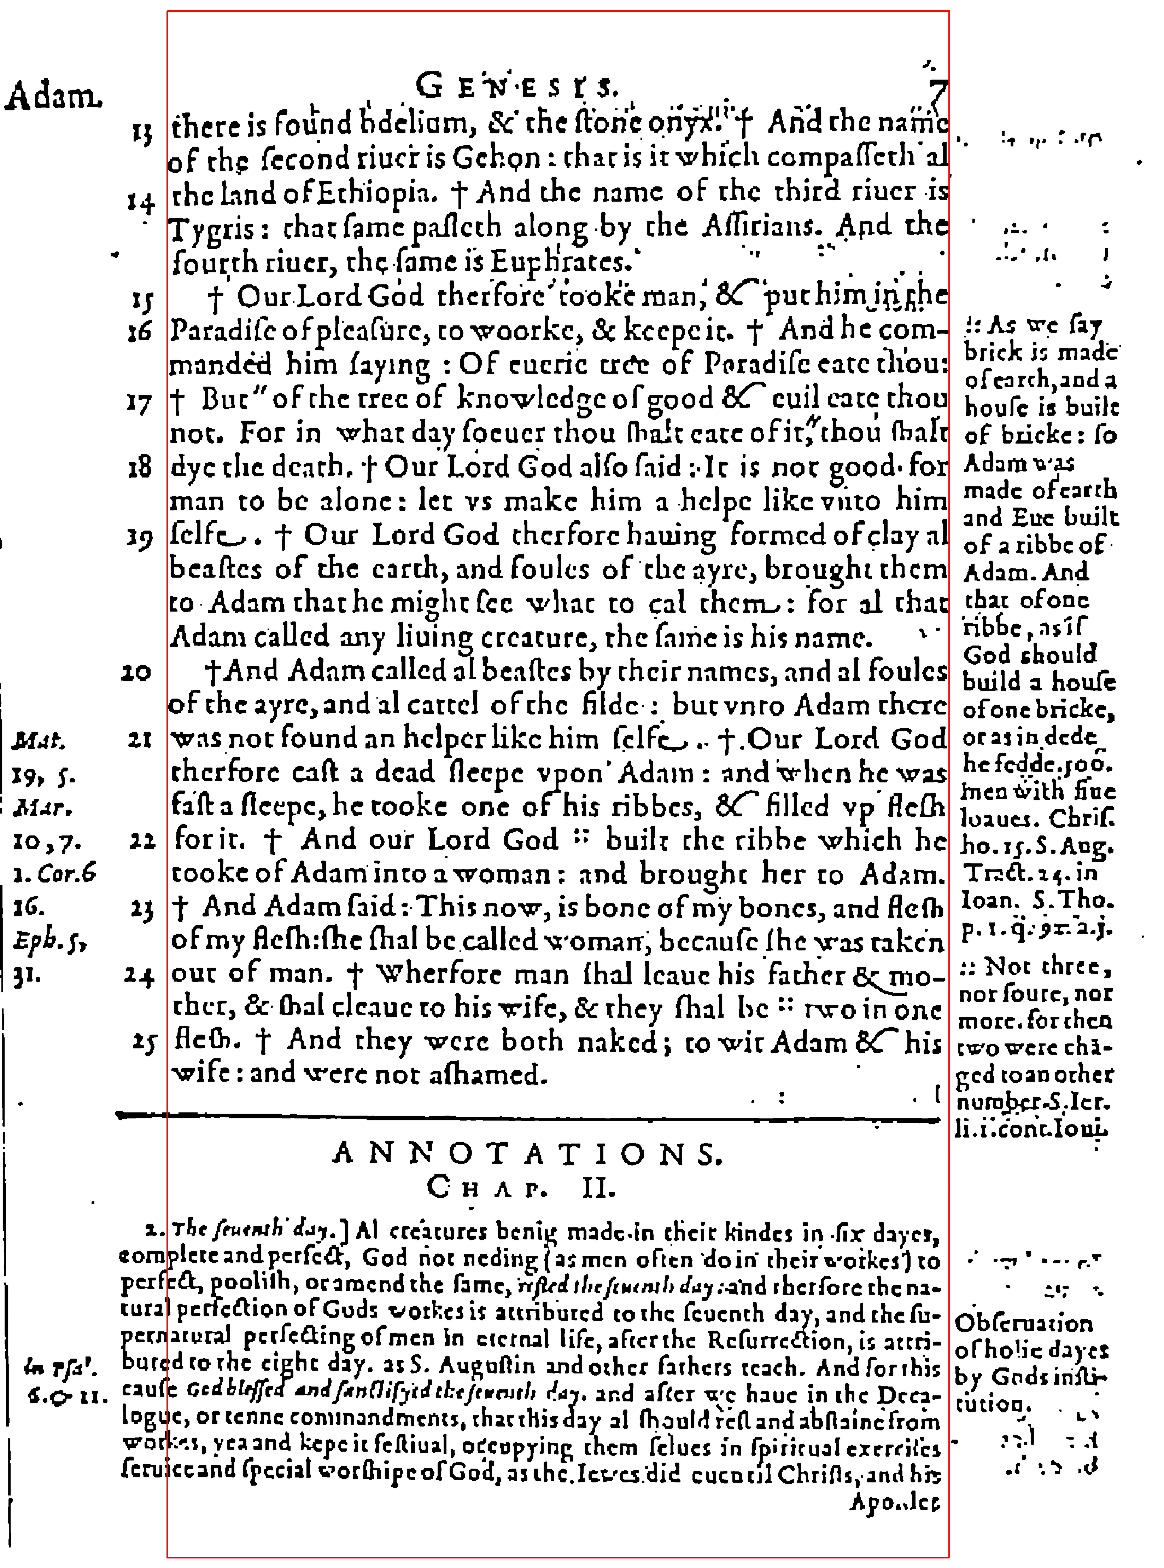 Adam.
GENESIS.
7
13 there is found bdelium, & the stone onyx. † And the name
of the second riuer is Gehon : that is it which compasseth al
14 the land of Ethiopia. † And the name of the third riuer is
Tygris : that same passeth along by the Assirians. And the
fourth riuer, the same is Euphrates.
15 † Our Lord God therfore tooke man, & put him in the
16 Paradise of pleasure, to woorke, & keepe it. † And he com-
manded him saying : Of euerie tree of Paradise eate thou:
17 † But " of the tree of knowledge of good & euil eate thou
not. For in what day soeuer thou shalt eate of it, " thou shalt
18 dye the death. † Our Lord God also said : It is not good for
man to be alone : let vs make him a helpe like vnto him
19 selfe . † Our Lord God therfore hauing formed of clay al
beastes of the earth, and foules of the ayre, brought them
to Adam that he might see what to cal them : for al that
Adam called any liuing creature, the same is his name.
20 † And Adam called al beastes by their names, and al foules
of the ayre, and al cattel of the filde : but vnto Adam there
21 was not found an helper like him selfe . † Our Lord God
therfore cast a dead sleepe vpon Adam : and when he was
fast a sleepe, he tooke one of his ribbes, & filled vp flesh
22 for it. † And our Lord God :: built the ribbe which he
tooke of Adam into a woman : and brought her to Adam.
23 † And Adam said : This now, is bone of my bones, and flesh
of my flesh: she shal be called woman, because she was taken
24 out of man. † Wherfore man shal leaue his father & mo-
ther, & shal cleaue to his wife, & they shal be :: two in one
25 flesh. † And they were both naked; to wit Adam & his
wife : and were not ashamed.
Mat.
19, 5.
Mar.
10, 7.
1. Cor. 6
16.
Eph. 5,
31.
:: As we say
brick is made
of earth, and a
house is built
of bricke : so
Adam was
made of earth
and Eue built
of a ribbe of
Adam. And
that of one
ribbe, as if
God should
build a house
of one bricke,
or as in dede
he fedde. 500.
men with fiue
loaues. Chris.
ho. 15. S. Aug.
Tract. 24. in
Ioan. S. Tho.
p. 1. q. 92. a. 3.
:: Not three,
nor foure, nor
more. for then
two were chā-
ged to an other
number. S. Ier.
li. i. cont. Ioui.
ANNOTATIONS.
CHAP. II.
2. The seuenth day.] Al creatures benig made in their kindes in six dayes,
complete and perfect, God not neding (as men often do in their workes) to
perfect, poolish, or amend the same, rested the seuenth day : and therfore the na-
tural perfection of Gods workes is attributed to the seuenth day, and the su-
pernatural perfecting of men in eternal life, after the Resurrection, is attri-
buted to the eight day. as S. Augustin and other fathers teach. And for this
cause God blessed and sanctifyed the seuenth day. and after we haue in the Deca-
logue, or tenne commandments, that this day al should rest and abstaine from
workes, yea and kepe it festiual, occupying them selues in spiritual exercises
seruice and special worshipe of God, as the Iewes did euen til Christs, and his
Apostles
in Psa.
6. & 11.
Obseruation
of holie dayes
by Gods insti-
tution.